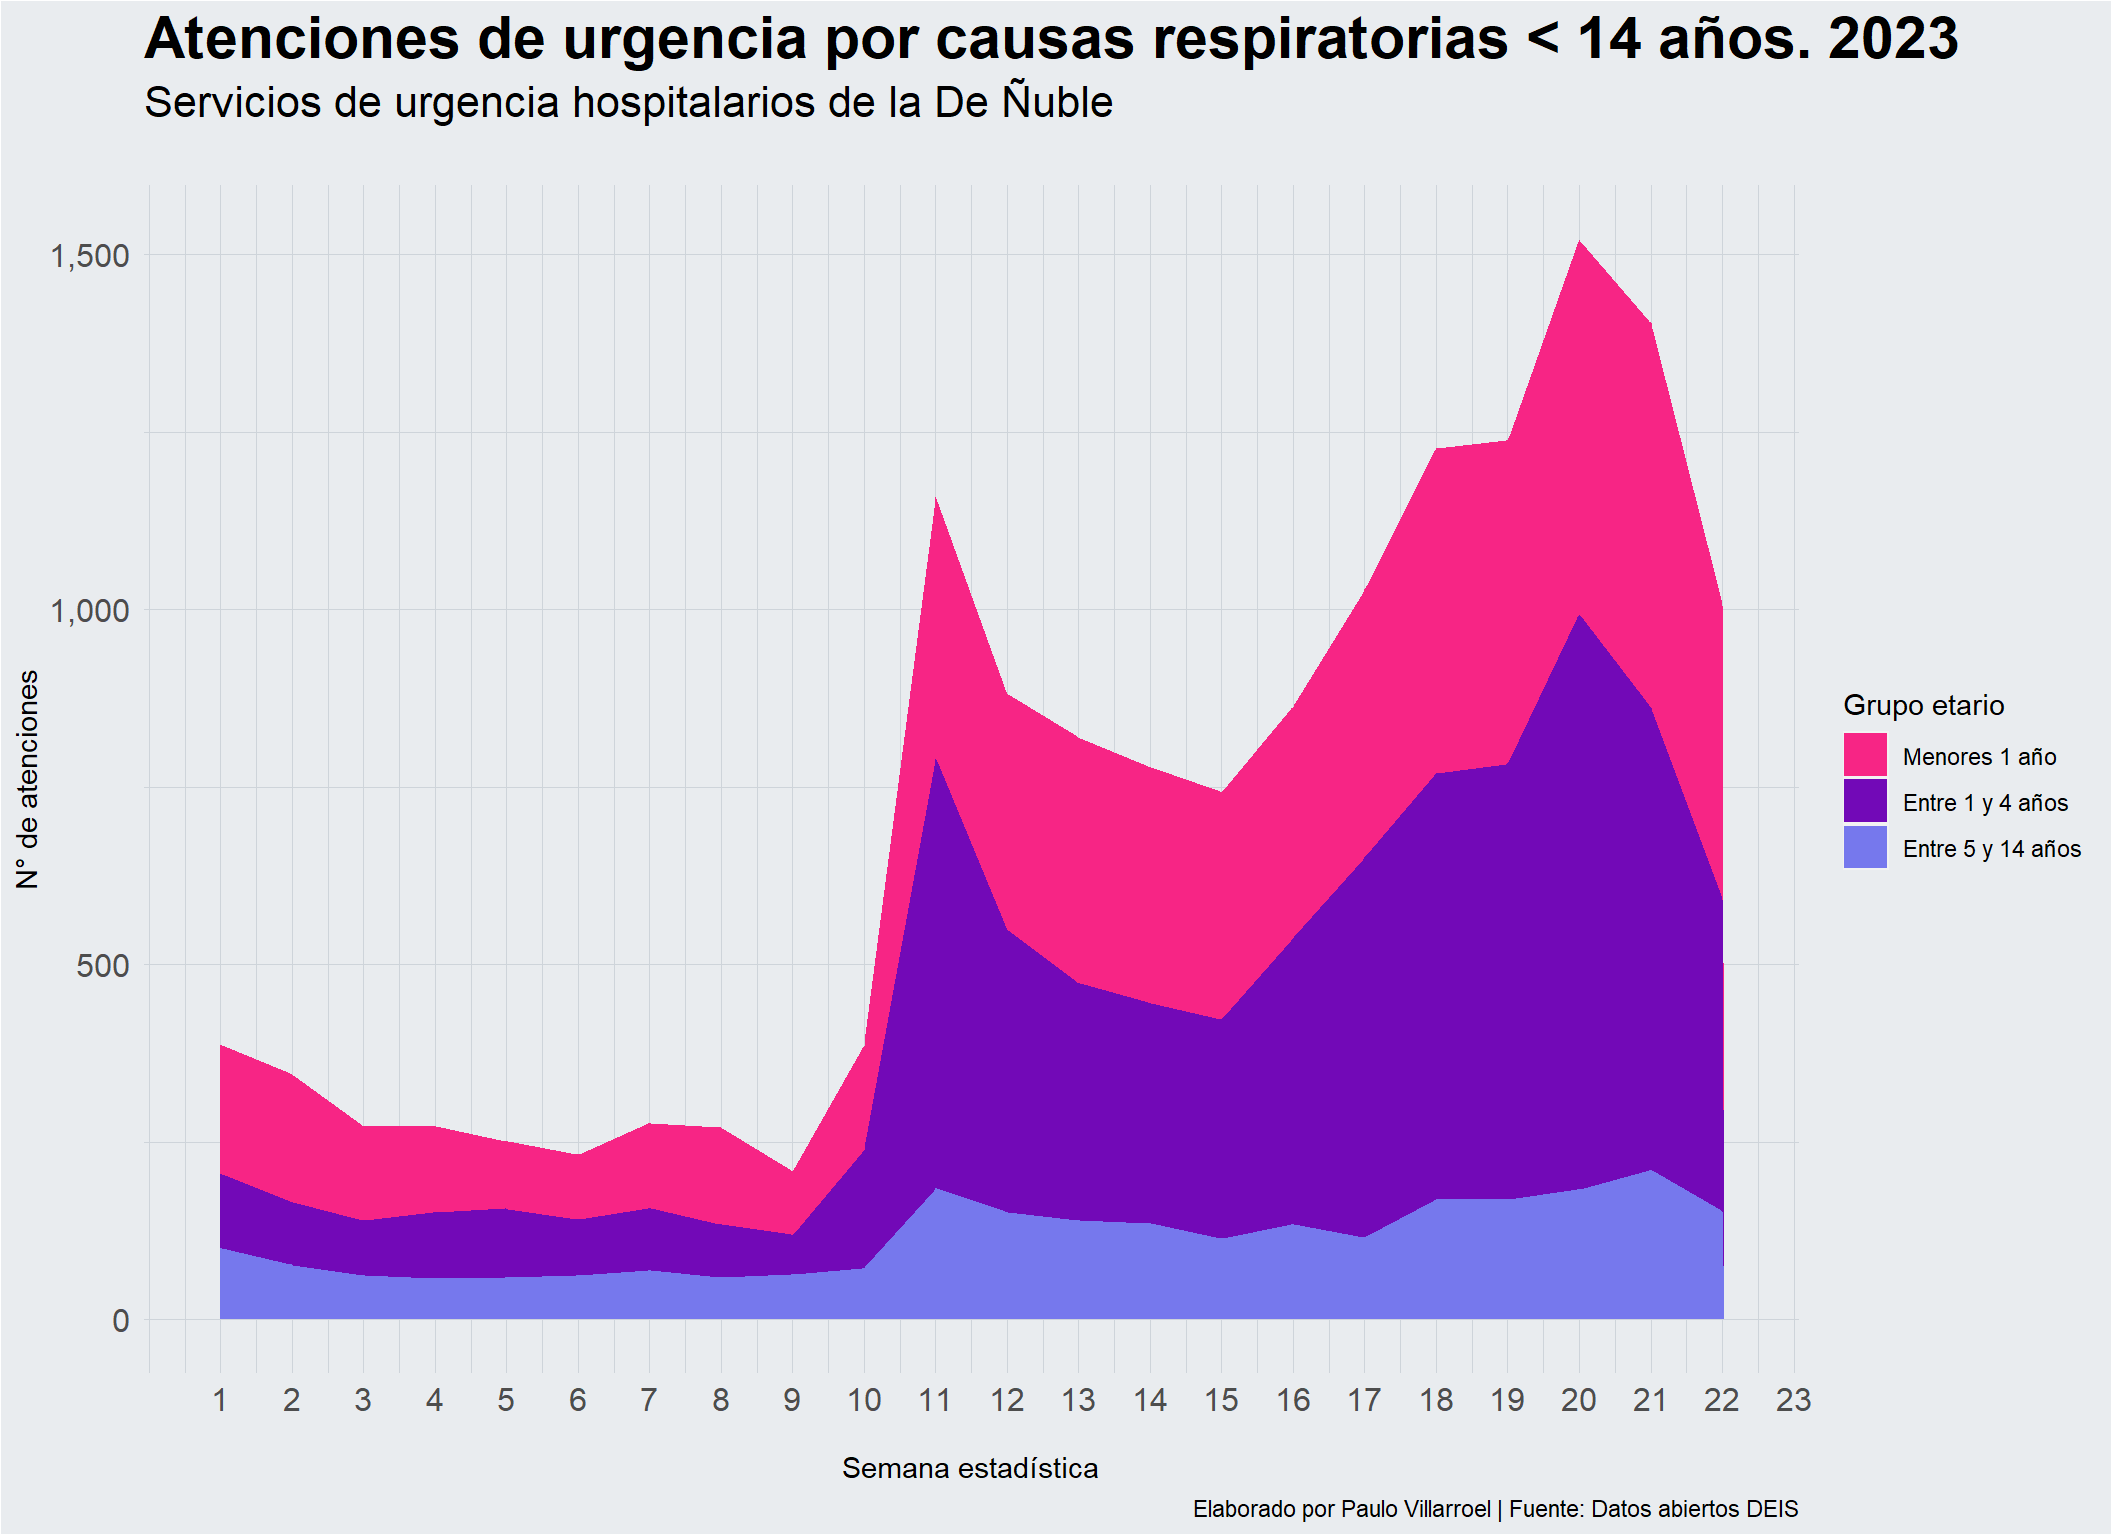 Atenciones de urgencia por causas respiratorias < 14 años. 2023
Servicios de urgencia hospitalarios de la De Ñuble
N° de atenciones
1,500
1,000
500
0
1 2 3 4 5 6 7 8 9 10 11 12 13 14 15 16 17 18 19 20 21 22 23
Semana estadística
Grupo etario
Menores 1 año
Entre 1 y 4 años
Entre 5 y 14 años
Elaborado por Paulo Villarroel | Fuente: Datos abiertos DEIS